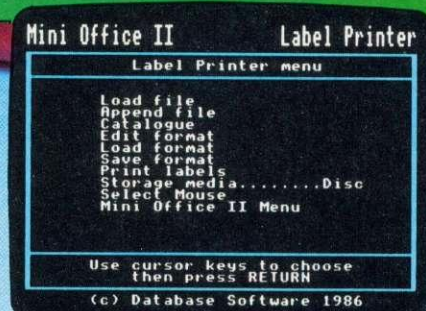 Mini Office II Label Printer
Label Printer menu
Load file
Append file
Catalogue
Edit format
Load format
Save format
Print labels
Storage media........Disc
Select Mouse
Mini Office II Menu
Use cursor keys to choose
then press RETURN
(c) Database Software 1986